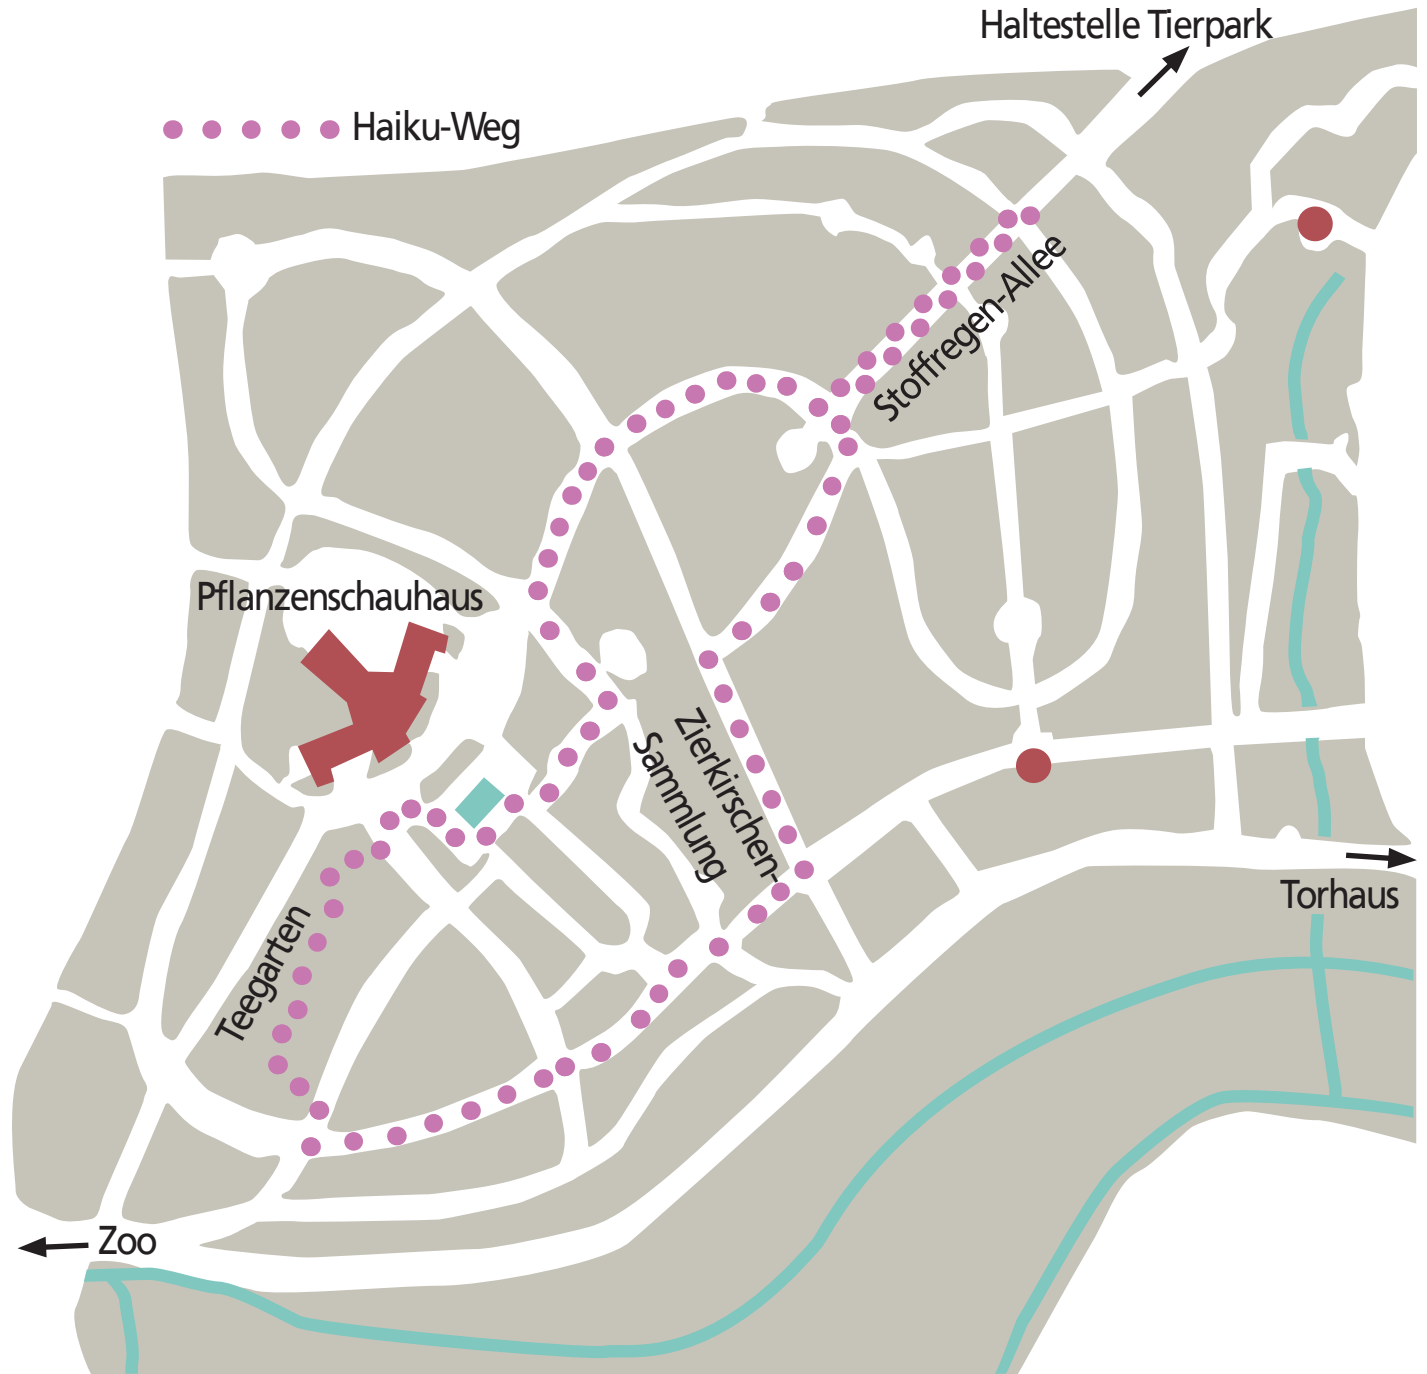 Haltestelle Tierpark
Haiku-Weg
Stoffregen-Allee
Pflanzenschauhaus
Zierkirschen-
Sammlung
Teegarten
Torhaus
Zoo